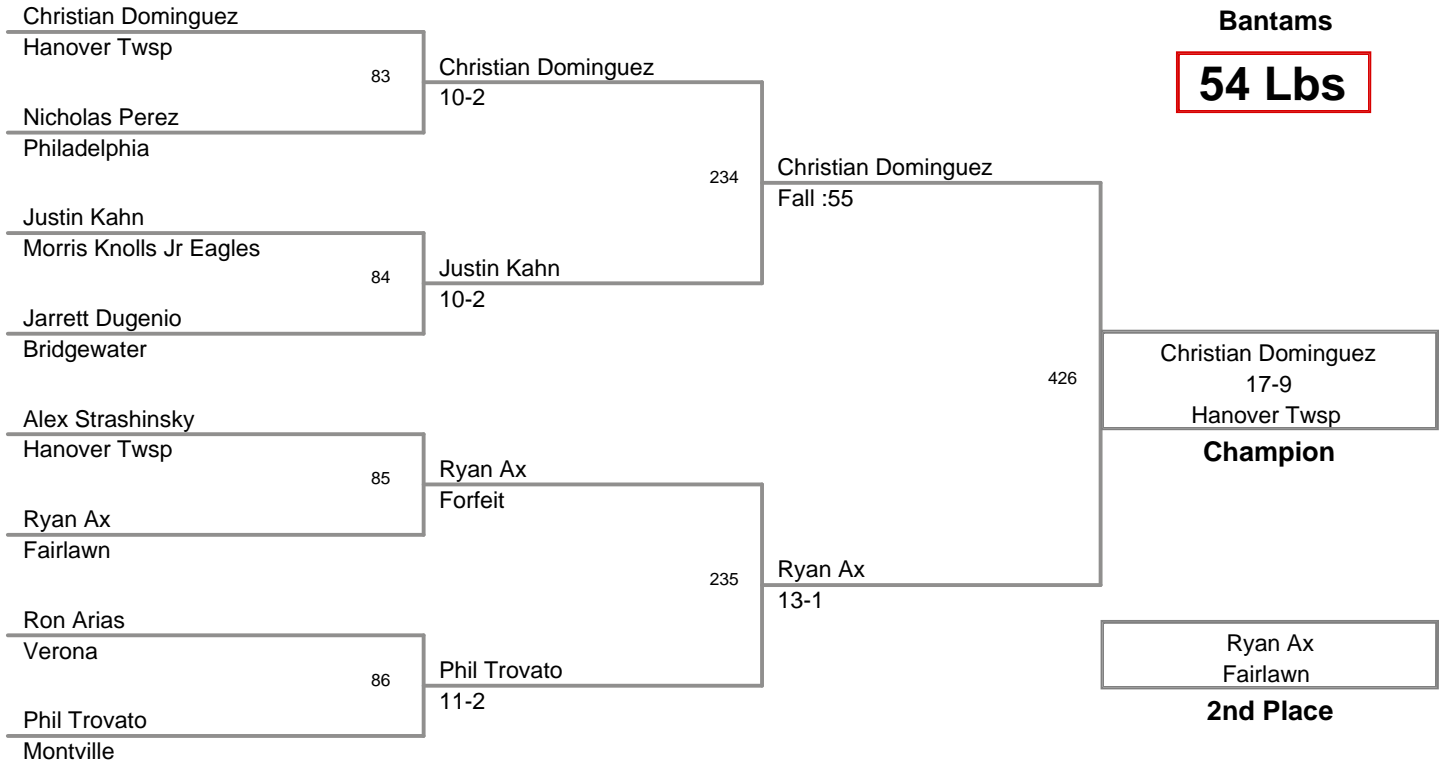 Christian Dominguez
Hanover Twsp
83
Nicholas Perez
Philadelphia
Justin Kahn
Morris Knolls Jr Eagles
84
Jarrett Dugenio
Bridgewater
Alex Strashinsky
Hanover Twsp
85
Ryan Ax
Fairlawn
Ron Arias
Verona
86
Phil Trovato
Montville
Christian Dominguez
10-2
234
Justin Kahn
10-2
Ryan Ax
Forfeit
235
Phil Trovato
11-2
Christian Dominguez
Fall :55
426
Ryan Ax
13-1
Bantams
54 Lbs
Christian Dominguez
17-9
Hanover Twsp
Champion
Ryan Ax
Fairlawn
2nd Place